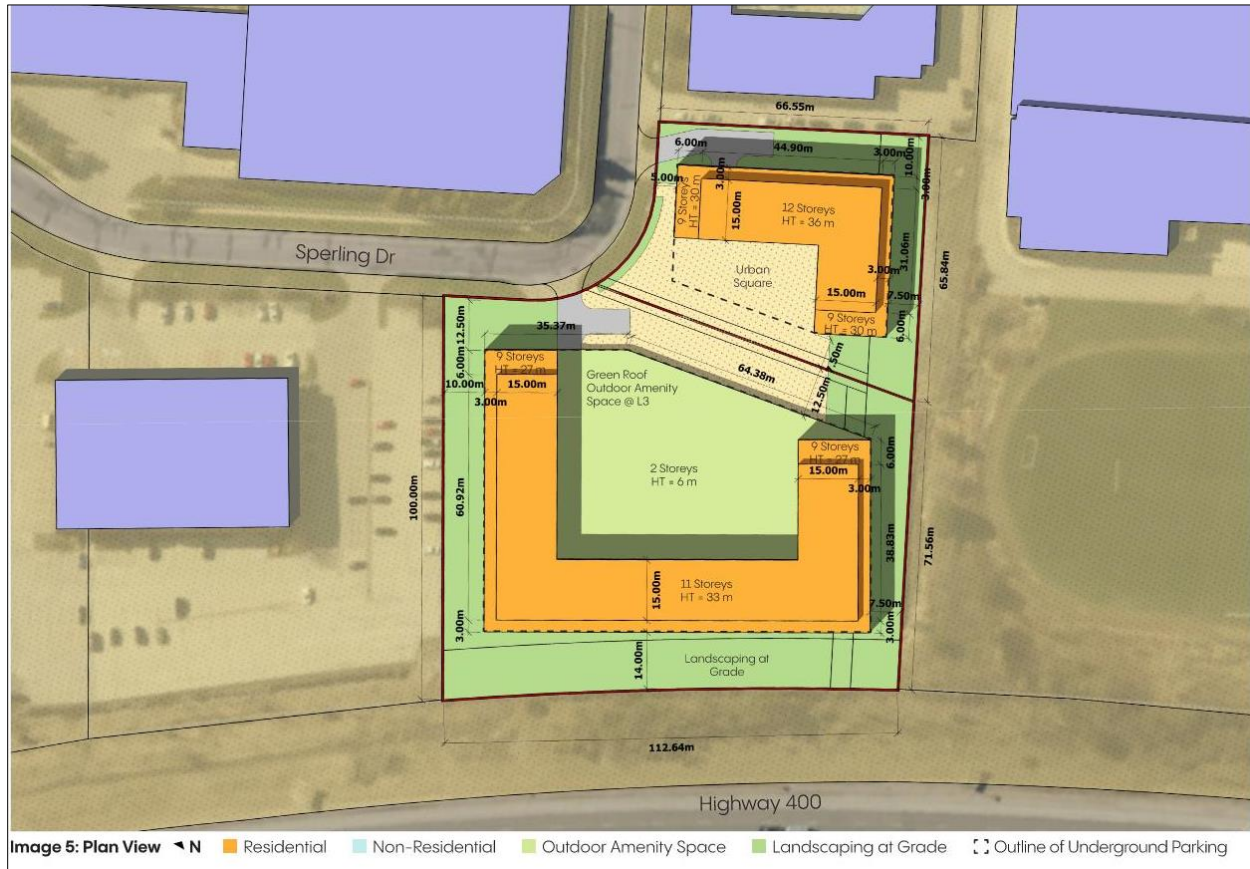 66.55m
6.00m
44.90m
3.00m
10.00m
5.00m
3.00m
3.00m
9 Storeys
HT = 30 m
15.00m
12 Storeys
HT = 36 m
31.06m
65.84m
Sperling Dr
Urban
Square
3.00m
15.00m
7.50m
9 Storeys
HT = 30 m
6.00m
12.50m
35.37m
7.50m
6.00m
9 Storeys
HT = 27 m
Green Roof
Outdoor Amenity
Space @ L3
64.38m
12.50m
10.00m
15.00m
3.00m
9 Storeys
HT = 27 m
6.00m
15.00m
3.00m
2 Storeys
HT = 6 m
100.00m
60.92m
38.83m
71.56m
11 Storeys
HT = 33 m
15.00m
7.50m
3.00m
3.00m
14.00m
Landscaping at
Grade
112.64m
Highway 400
Image 5: Plan View N Residential Non-Residential Outdoor Amenity Space Landscaping at Grade Outline of Underground Parking